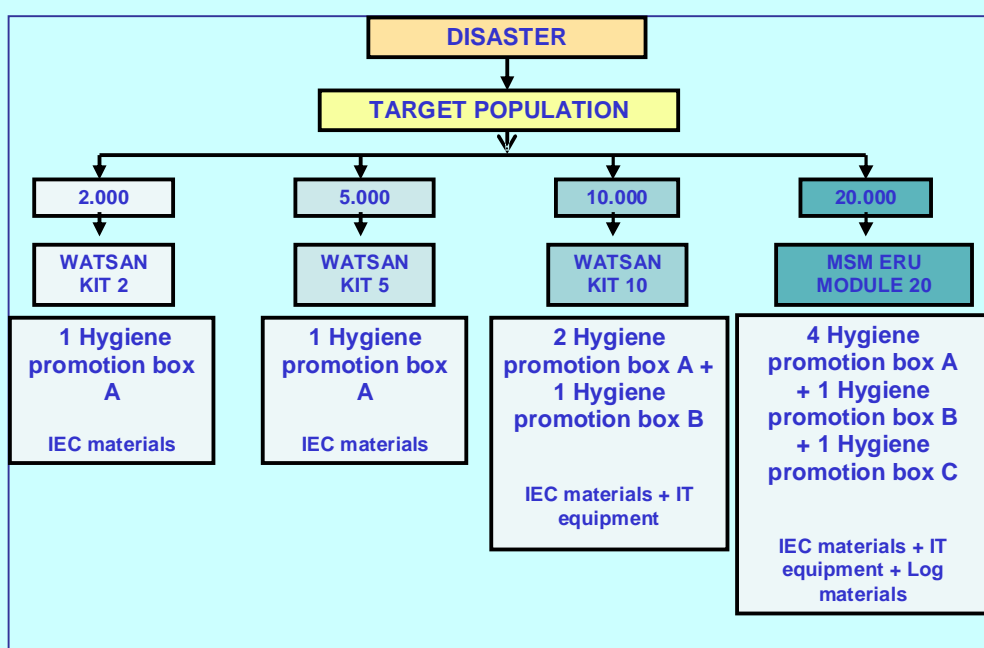 DISASTER
TARGET POPULATION
2.000
5.000
10.000
20.000
WATSAN
KIT 2
WATSAN
KIT 5
WATSAN
KIT 10
MSM ERU
MODULE 20
1 Hygiene
promotion box
A
IEC materials
1 Hygiene
promotion box
A
IEC materials
2 Hygiene
promotion box A +
1 Hygiene
promotion box B
IEC materials + IT
equipment
4 Hygiene
promotion box A
+ 1 Hygiene
promotion box B
+ 1 Hygiene
promotion box C
IEC materials + IT
equipment + Log
materials